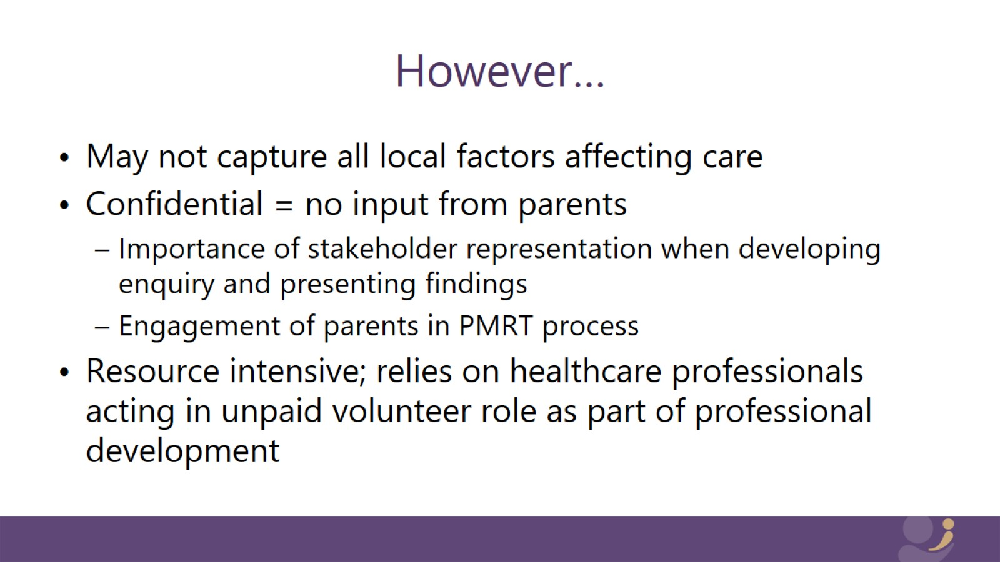 However...
• May not capture all local factors affecting care
• Confidential = no input from parents
– Importance of stakeholder representation when developing
enquiry and presenting findings
– Engagement of parents in PMRT process
• Resource intensive; relies on healthcare professionals
acting in unpaid volunteer role as part of professional
development